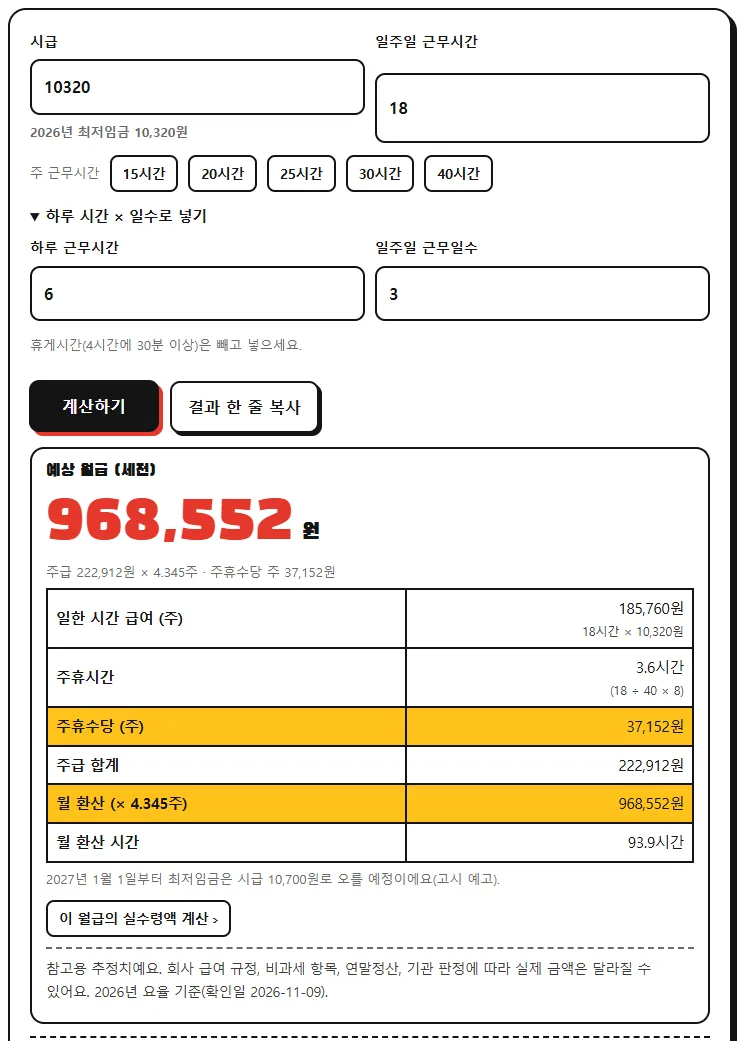 시급
일주일 근무시간
10320
18
2026년 최저임금 10,320원
주 근무시간
15시간
20시간
25시간
30시간
40시간
▼ 하루 시간 × 일수로 넣기
하루 근무시간
일주일 근무일수
6
3
휴게시간(4시간에 30분 이상)은 빼고 넣으세요.
계산하기
결과 한 줄 복사
예상 월급 (세전)
968,552 원
주급 222,912원 × 4.345주 · 주휴수당 주 37,152원
일한 시간 급여 (주)
185,760원
18시간 × 10,320원
주휴시간
3.6시간
(18 ÷ 40 × 8)
주휴수당 (주)
37,152원
주급 합계
222,912원
월 환산 (× 4.345주)
968,552원
월 환산 시간
93.9시간
2027년 1월 1일부터 최저임금은 시급 10,700원로 오를 예정이에요(고시 예고).
이 월급의 실수령액 계산 ›
참고용 추정치예요. 회사 급여 규정, 비과세 항목, 연말정산, 기관 판정에 따라 실제 금액은 달라질 수
있어요. 2026년 요율 기준(확인일 2026-11-09).